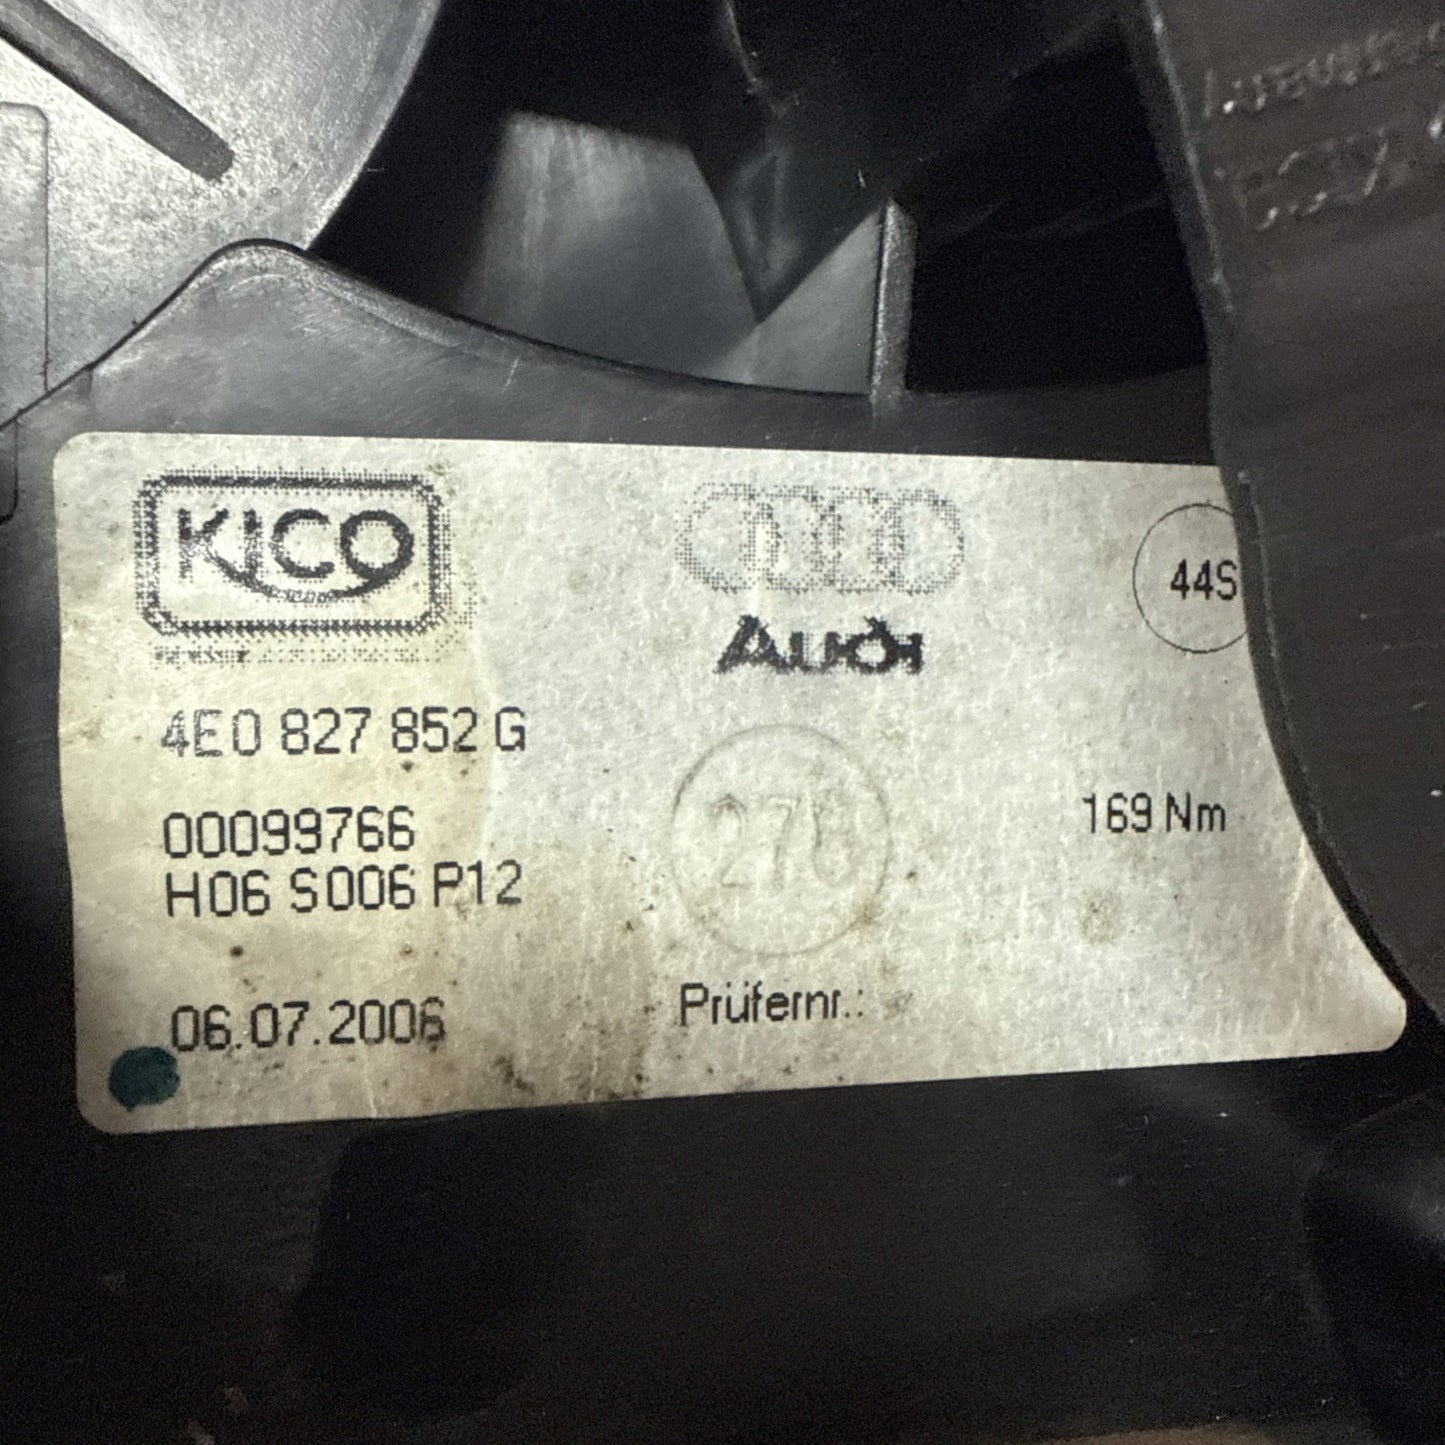 KICO
Audi
44S
4E0 827 852 G
00099766
169 Nm
H06 S006 P12
06.07.2006
Prüfernr.: